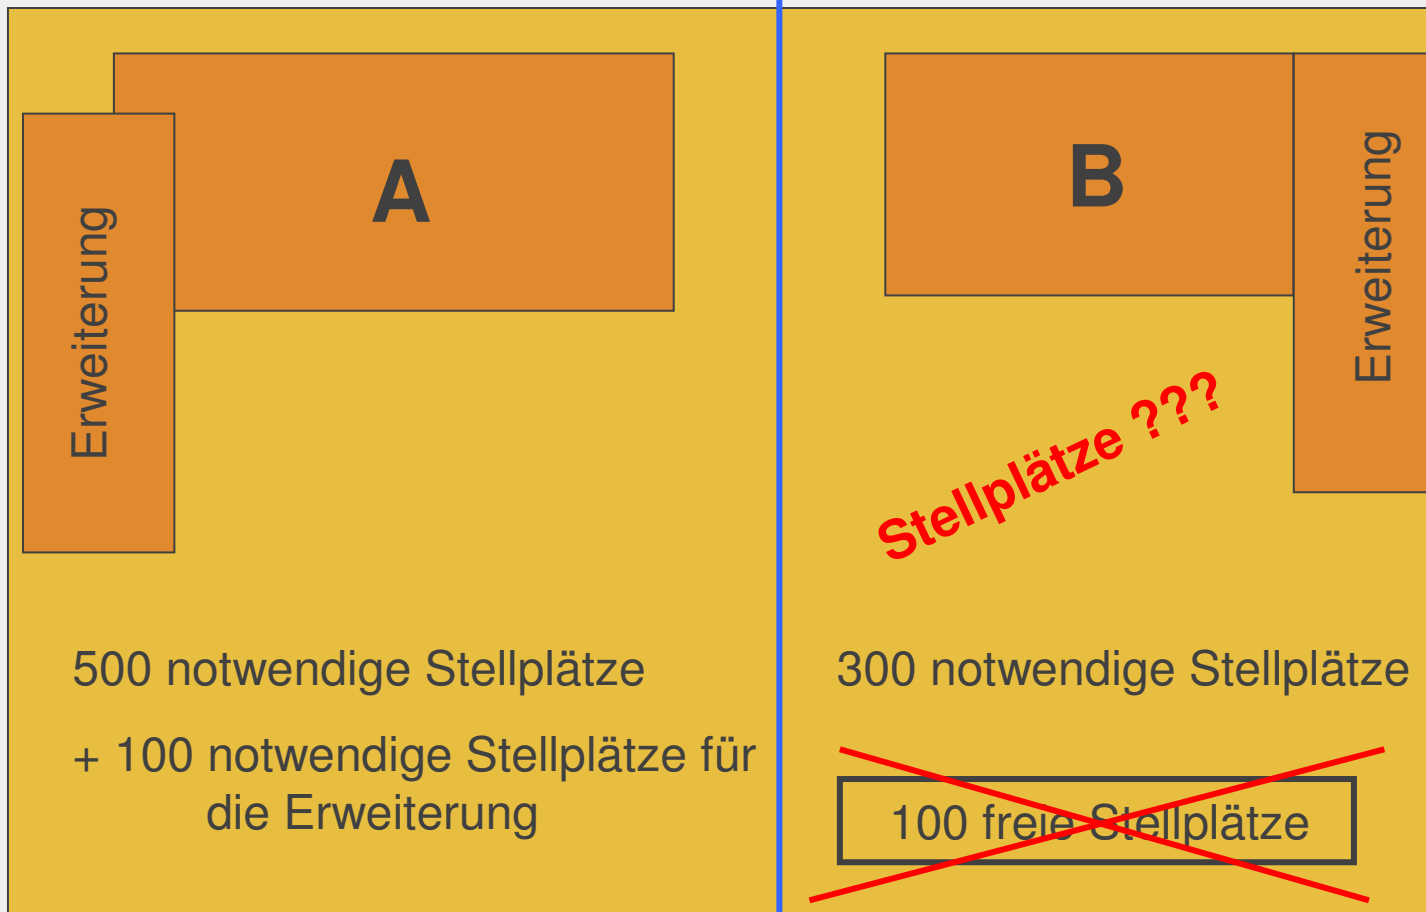 A
Erweiterung
500 notwendige Stellplätze
+ 100 notwendige Stellplätze für
die Erweiterung
B
Erweiterung
Stellplätze ???
300 notwendige Stellplätze
100 freie Stellplätze